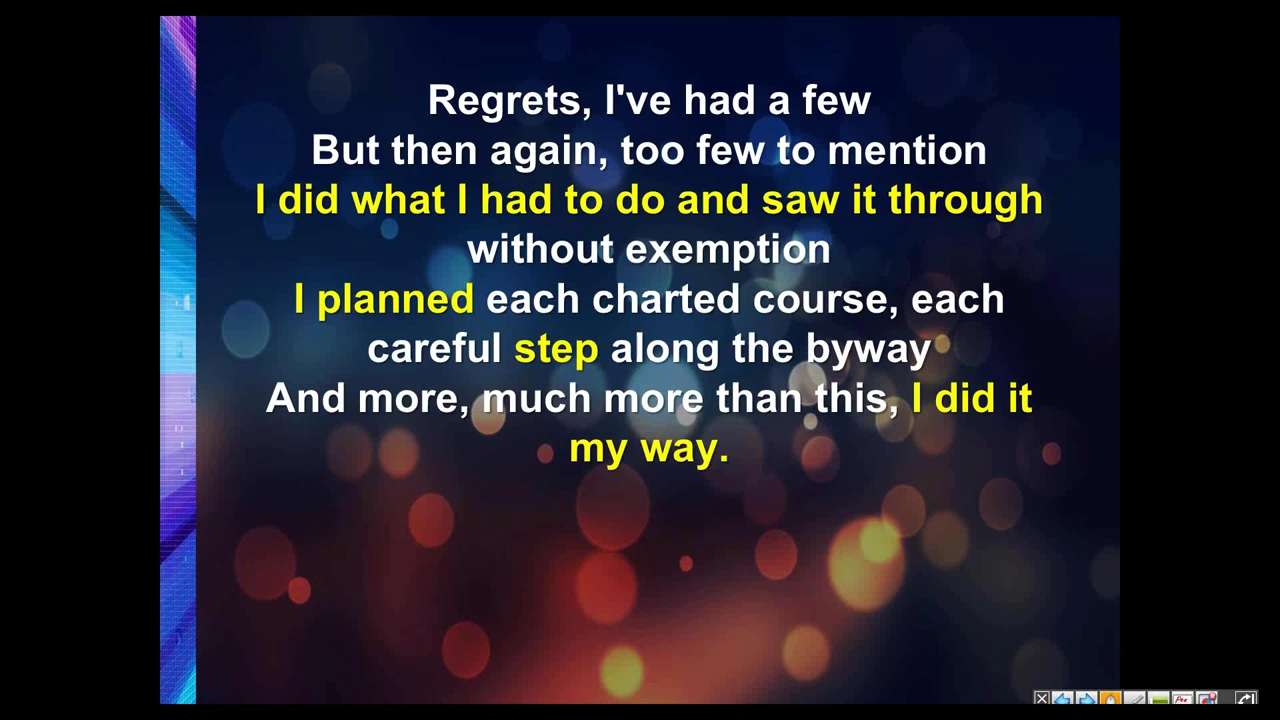 Regrets, I've had a few
But then again, too few to mention
I did what I had to do and saw it through
without exemption
I planned each charted course, each
careful step along the byway
And more, much more than this, I did it
my way.